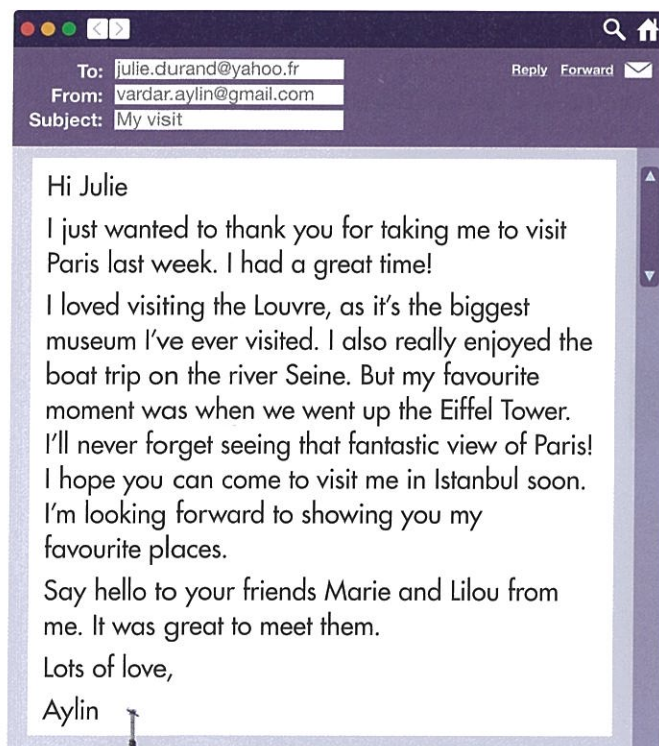 To: julie.durand@yahoo.fr
Reply Forward
From: vardar.aylin@gmail.com
Subject: My visit
Hi Julie
I just wanted to thank you for taking me to visit
Paris last week. I had a great time!
I loved visiting the Louvre, as it's the biggest
museum I've ever visited. I also really enjoyed the
boat trip on the river Seine. But my favourite
moment was when we went up the Eiffel Tower.
I'll never forget seeing that fantastic view of Paris!
I hope you can come to visit me in Istanbul soon.
I'm looking forward to showing you my
favourite places.
Say hello to your friends Marie and Lilou from
me. It was great to meet them.
Lots of love,
Aylin